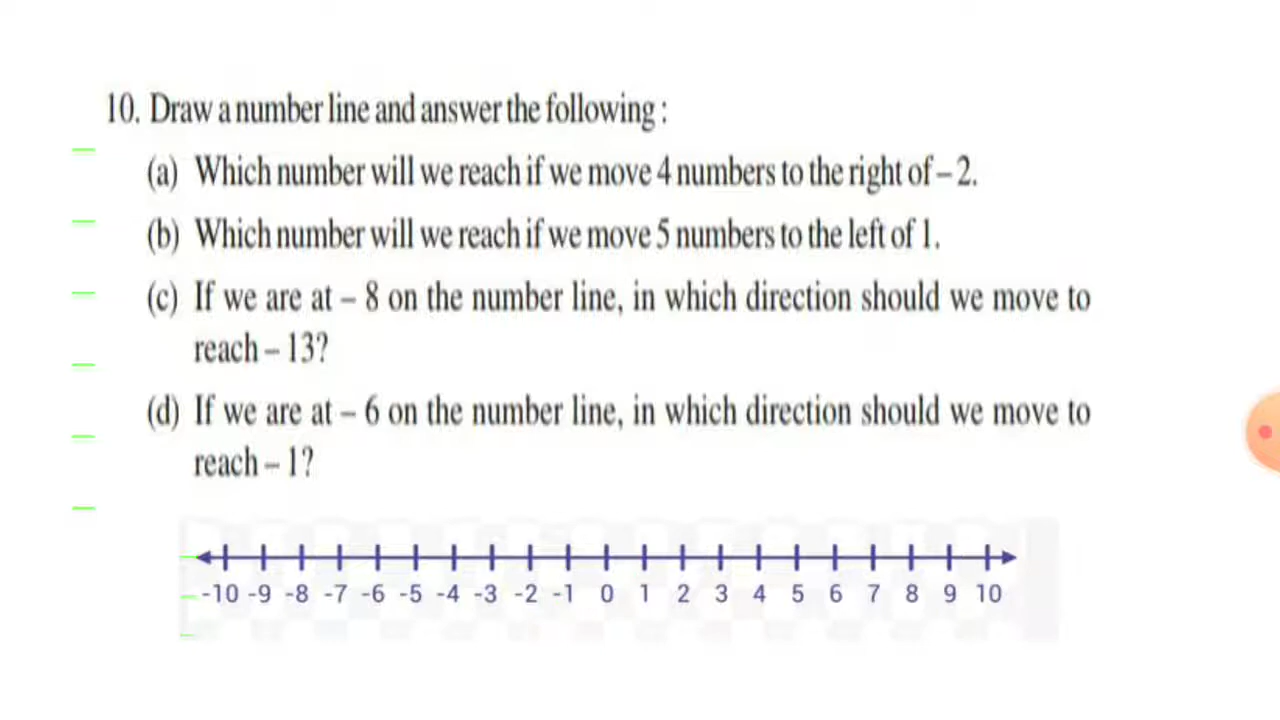 10. Draw a number line and answer the following :
(a) Which number will we reach if we move 4 numbers to the right of – 2.
(b) Which number will we reach if we move 5 numbers to the left of 1.
(c) If we are at – 8 on the number line, in which direction should we move to
reach – 13?
(d) If we are at – 6 on the number line, in which direction should we move to
reach – 1?
-10 -9 -8 -7 -6 -5 -4 -3 -2 -1 0 1 2 3 4 5 6 7 8 9 10